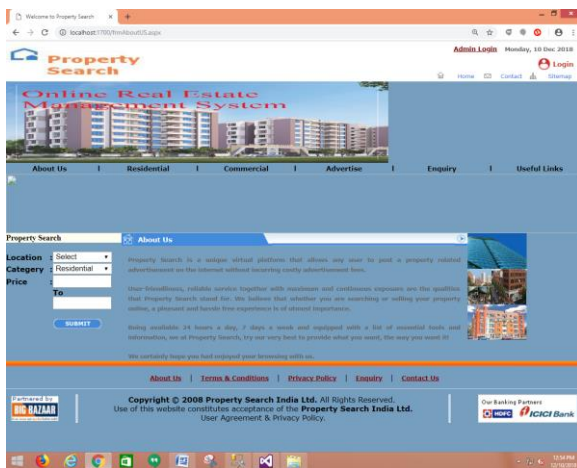 Welcome to Property Search
localhost:1700/frmAboutUS.aspx
Admin Login Monday, 10 Dec 2018
Property
Search
Login
Home Contact Sitemap
Online Real Estate
Management System
About Us | Residential | Commercial | Advertise | Enquiry | Useful Links
Property Search
About Us
Location : Select
Categery : Residential
Price :
To
SUBMIT
Property Search is a unique virtual platform that allows any user to post a property related
advertisement on the internet without incurring costly advertisement fees.
User-friendliness, reliable service together with maximum and continuous exposure are the qualities
that Property Search stand for. We believe that whether you are searching or selling your property
online, a pleasant and hassle free experience is of utmost importance.
Being available 24 hours a day, 7 days a week and equipped with a list of essential tools and
information, we at Property Search, try our very best to provide what you want, the way you want it!
We certainly hope you had enjoyed your browsing with us.
About Us | Terms & Conditions | Privacy Policy | Enquiry | Contact Us
Partnered by
BIG BAZAAR
Copyright © 2008 Property Search India Ltd. All Rights Reserved.
Use of this website constitutes acceptance of the Property Search India Ltd.
User Agreement & Privacy Policy.
Our Banking Partners
HDFC ICICI Bank
12:54 PM